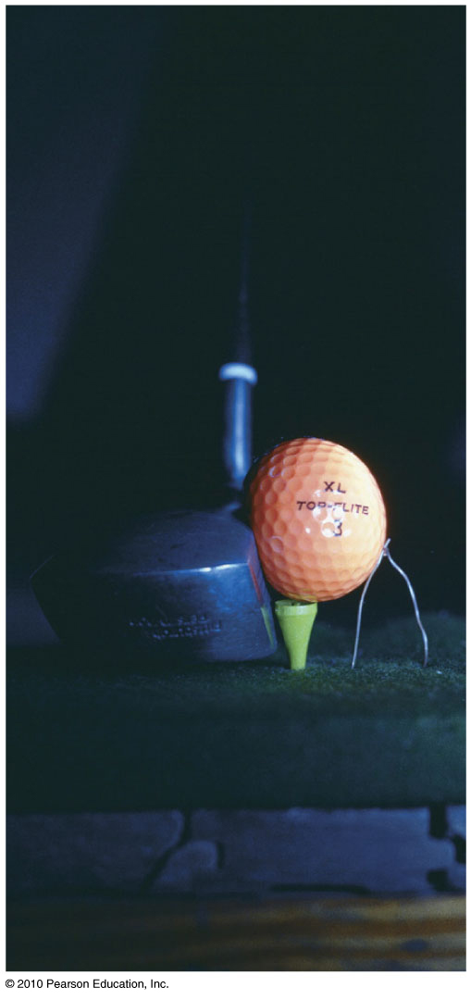 XL
TOP-FLITE
3
© 2010 Pearson Education, Inc.